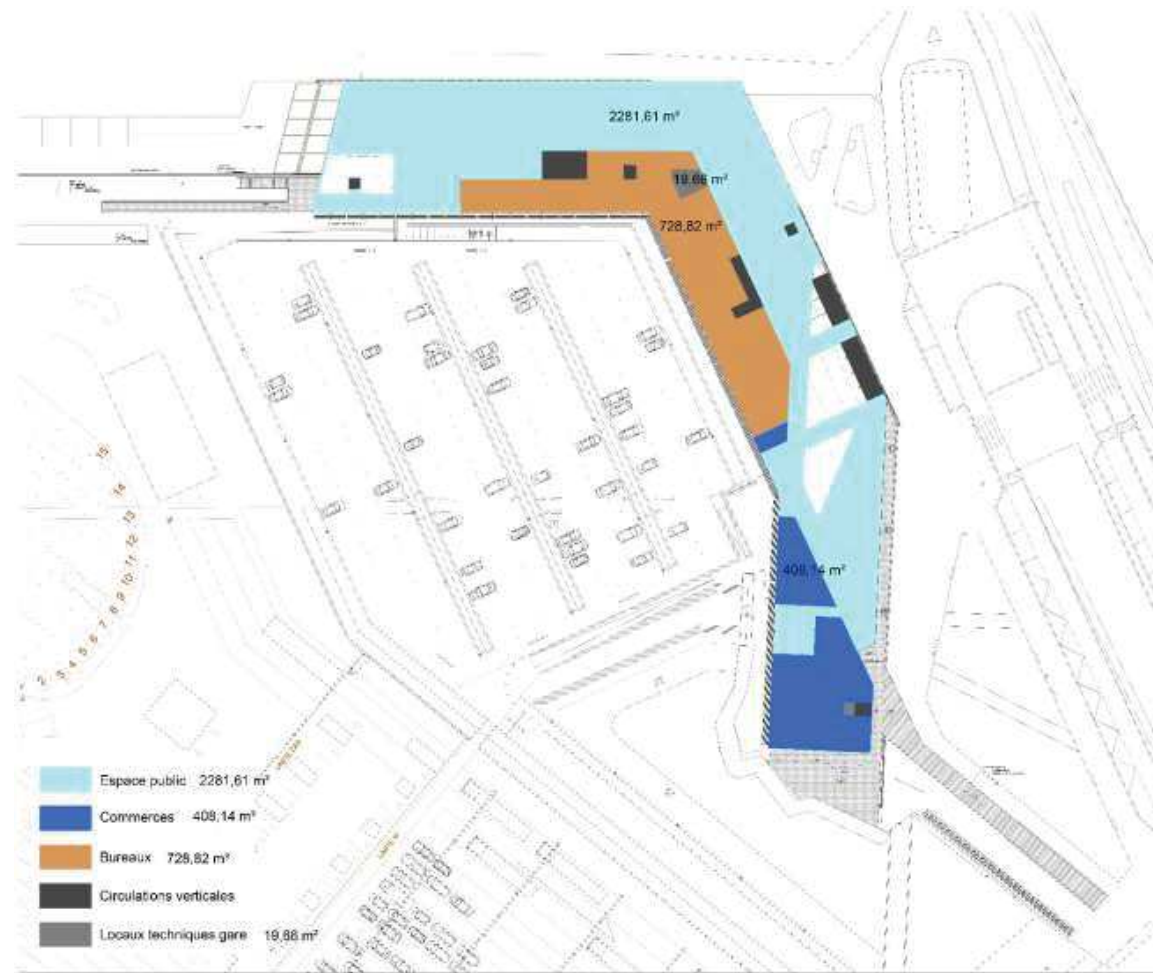 2281,61 m²
19,68 m²
728,82 m²
408,14 m²
15
14
13
12
11
10
9
8
7
6
5
4
3
2
Espace public 2281,61 m²
Commerces 408,14 m²
Bureaux 728,82 m²
Circulations verticales
Locaux techniques gare 19,68 m²